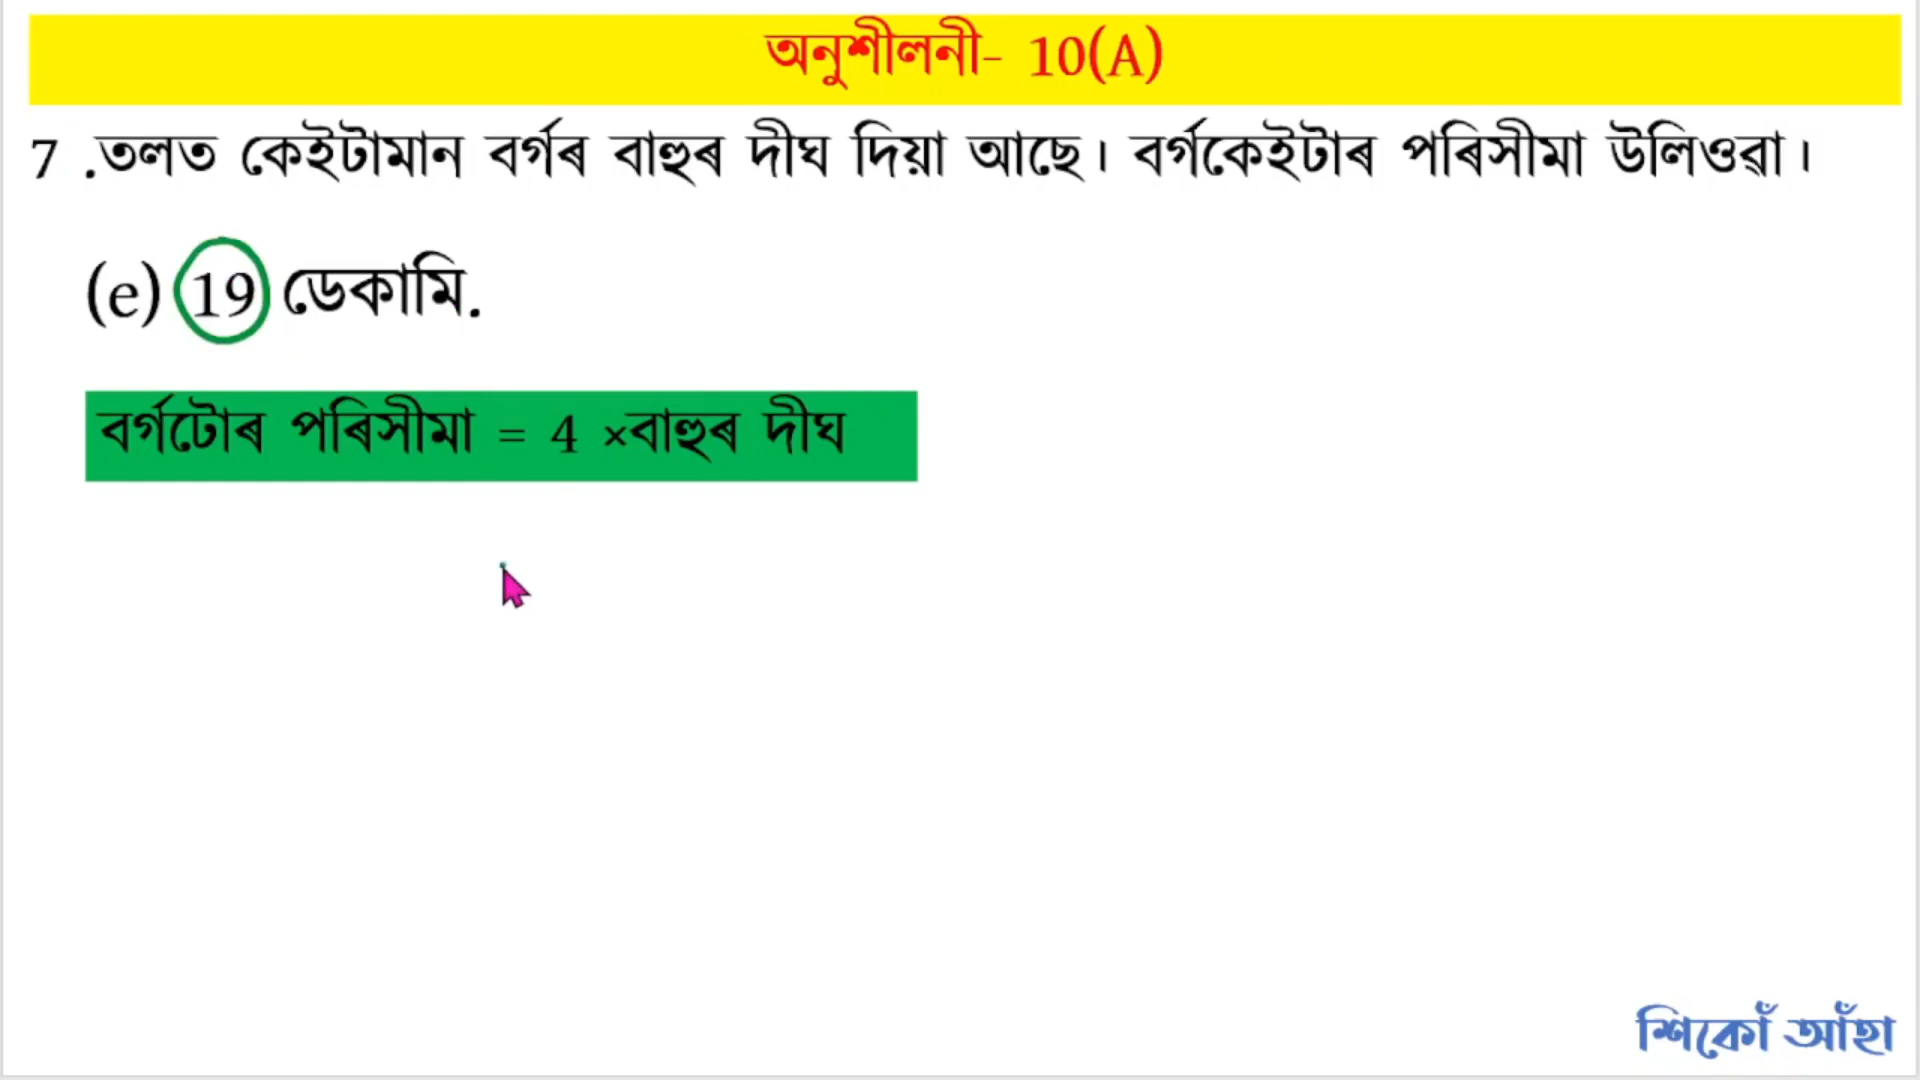 অনুশীলনী- 10(A)
7 .তলত কেইটামান বৰ্গৰ বাহুৰ দীঘ দিয়া আছে। বৰ্গকেইটাৰ পৰিসীমা উলিওৱা।
(e) 19 ডেকামি.
বৰ্গটোৰ পৰিসীমা = 4 ×বাহুৰ দীঘ
শিকোঁ আঁহা